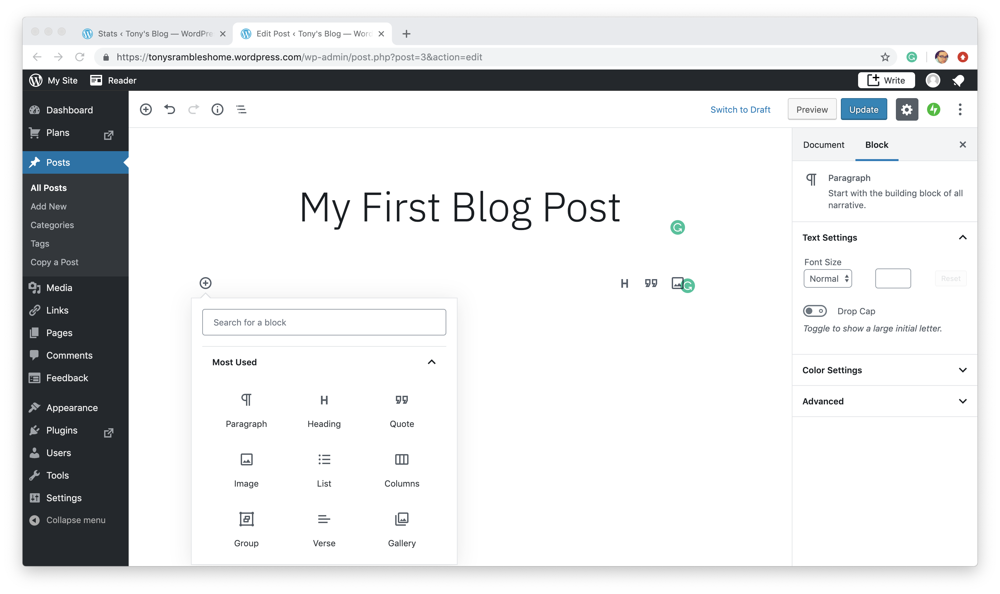 Stats ‹ Tony's Blog — WordPre
Edit Post ‹ Tony's Blog — Word
https://tonysrambleshome.wordpress.com/wp-admin/post.php?post=3&action=edit
My Site
Reader
Write
Dashboard
Plans
Posts
All Posts
Add New
Categories
Tags
Copy a Post
Media
Links
Pages
Comments
Feedback
Appearance
Plugins
Users
Tools
Settings
Collapse menu
Switch to Draft
Preview
Update
My First Blog Post
H
Search for a block
Most Used
Paragraph
H
Heading
Quote
Image
List
Columns
Group
Verse
Gallery
Document
Block
Paragraph
Start with the building block of all
narrative.
Text Settings
Font Size
Normal
Reset
Drop Cap
Toggle to show a large initial letter.
Color Settings
Advanced